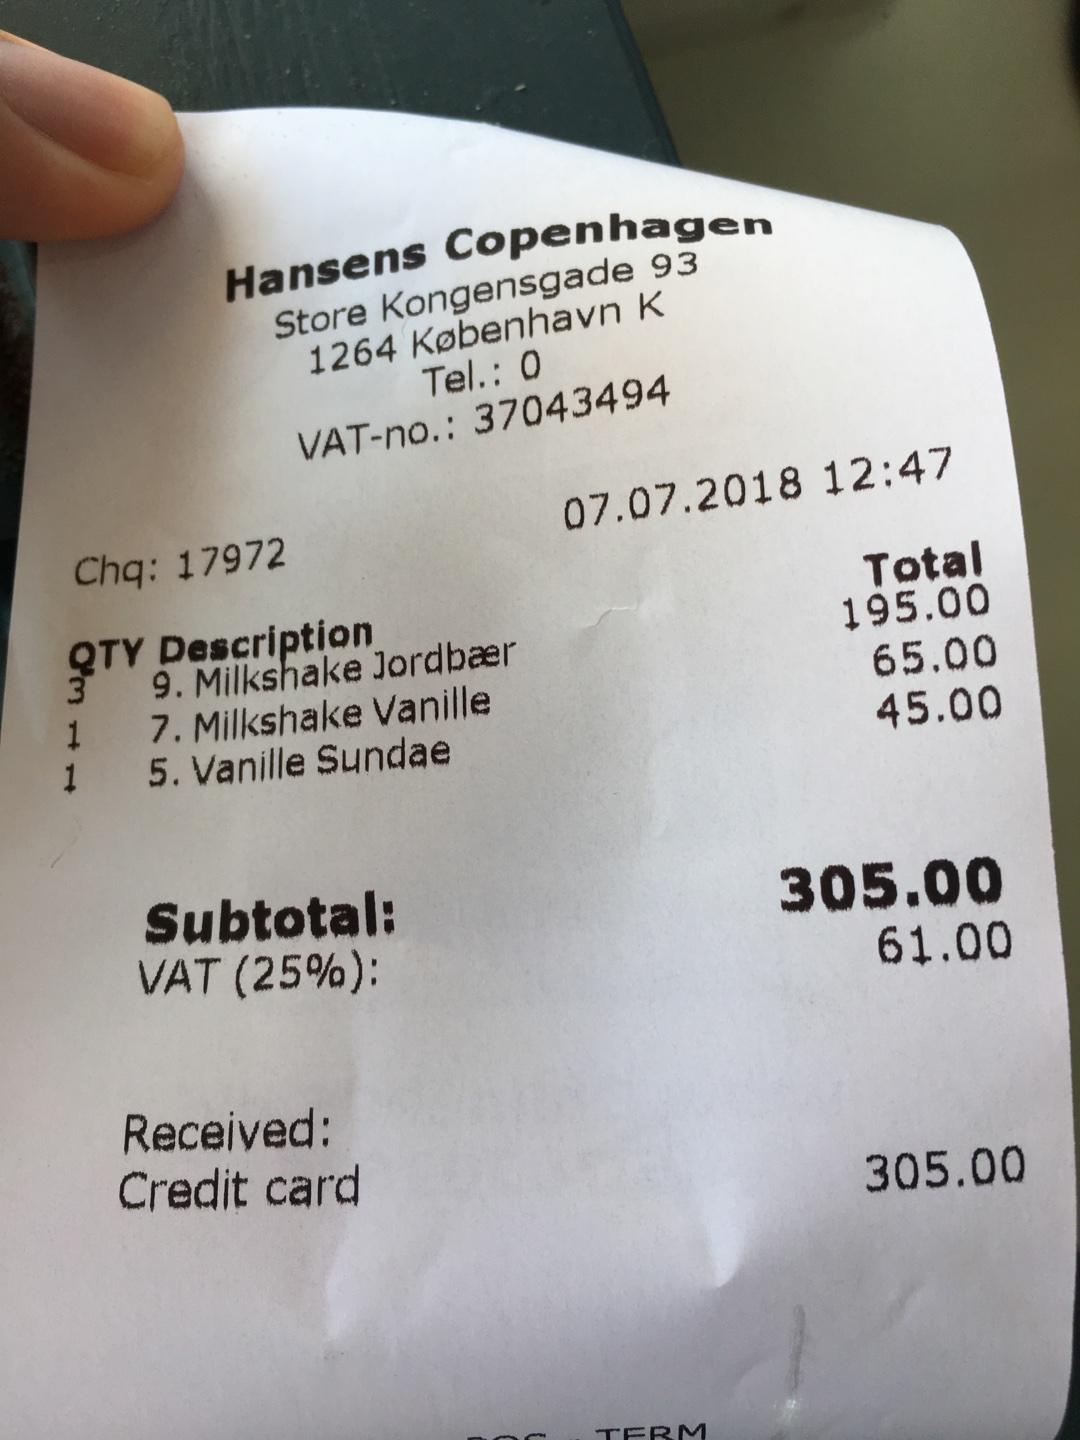 Hansens Copenhagen
Store Kongensgade 93
1264 København K
Tel.: 0
VAT-no.: 37043494
07.07.2018 12:47
Chq: 17972
QTY Description Total
3 9. Milkshake Jordbær 195.00
1 7. Milkshake Vanille 65.00
1 5. Vanille Sundae 45.00
Subtotal: 305.00
VAT (25%): 61.00
Received:
Credit card 305.00
POS - TERM